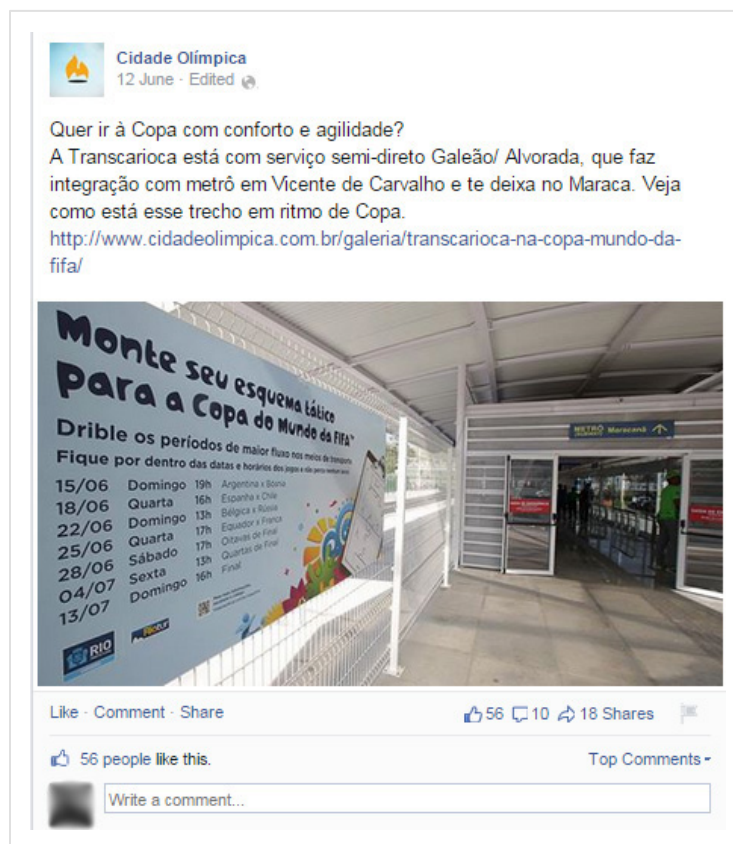 Cidade Olímpica
12 June · Edited
Quer ir à Copa com conforto e agilidade?
A Transcarioca está com serviço semi-direto Galeão/ Alvorada, que faz
integração com metrô em Vicente de Carvalho e te deixa no Maraca. Veja
como está esse trecho em ritmo de Copa.
http://www.cidadeolimpica.com.br/galeria/transcarioca-na-copa-mundo-da-
fifa/
Monte seu esquema tático
para a Copa do Mundo da FIFA™
Drible os períodos de maior fluxo nos meios de transporte.
Fique por dentro das datas e horários dos jogos e não perca nenhum lance.
15/06 Domingo 19h Argentina x Bósnia
18/06 Quarta 16h Espanha x Chile
22/06 Domingo 13h Bélgica x Rússia
25/06 Quarta 17h Equador x França
28/06 Sábado 17h Oitavas de Final
04/07 Sexta 13h Quartas de Final
13/07 Domingo 16h Final
RIO
Riotur
METRÔ Maracanã
Like · Comment · Share
56 10 18 Shares
56 people like this.
Top Comments
Write a comment...